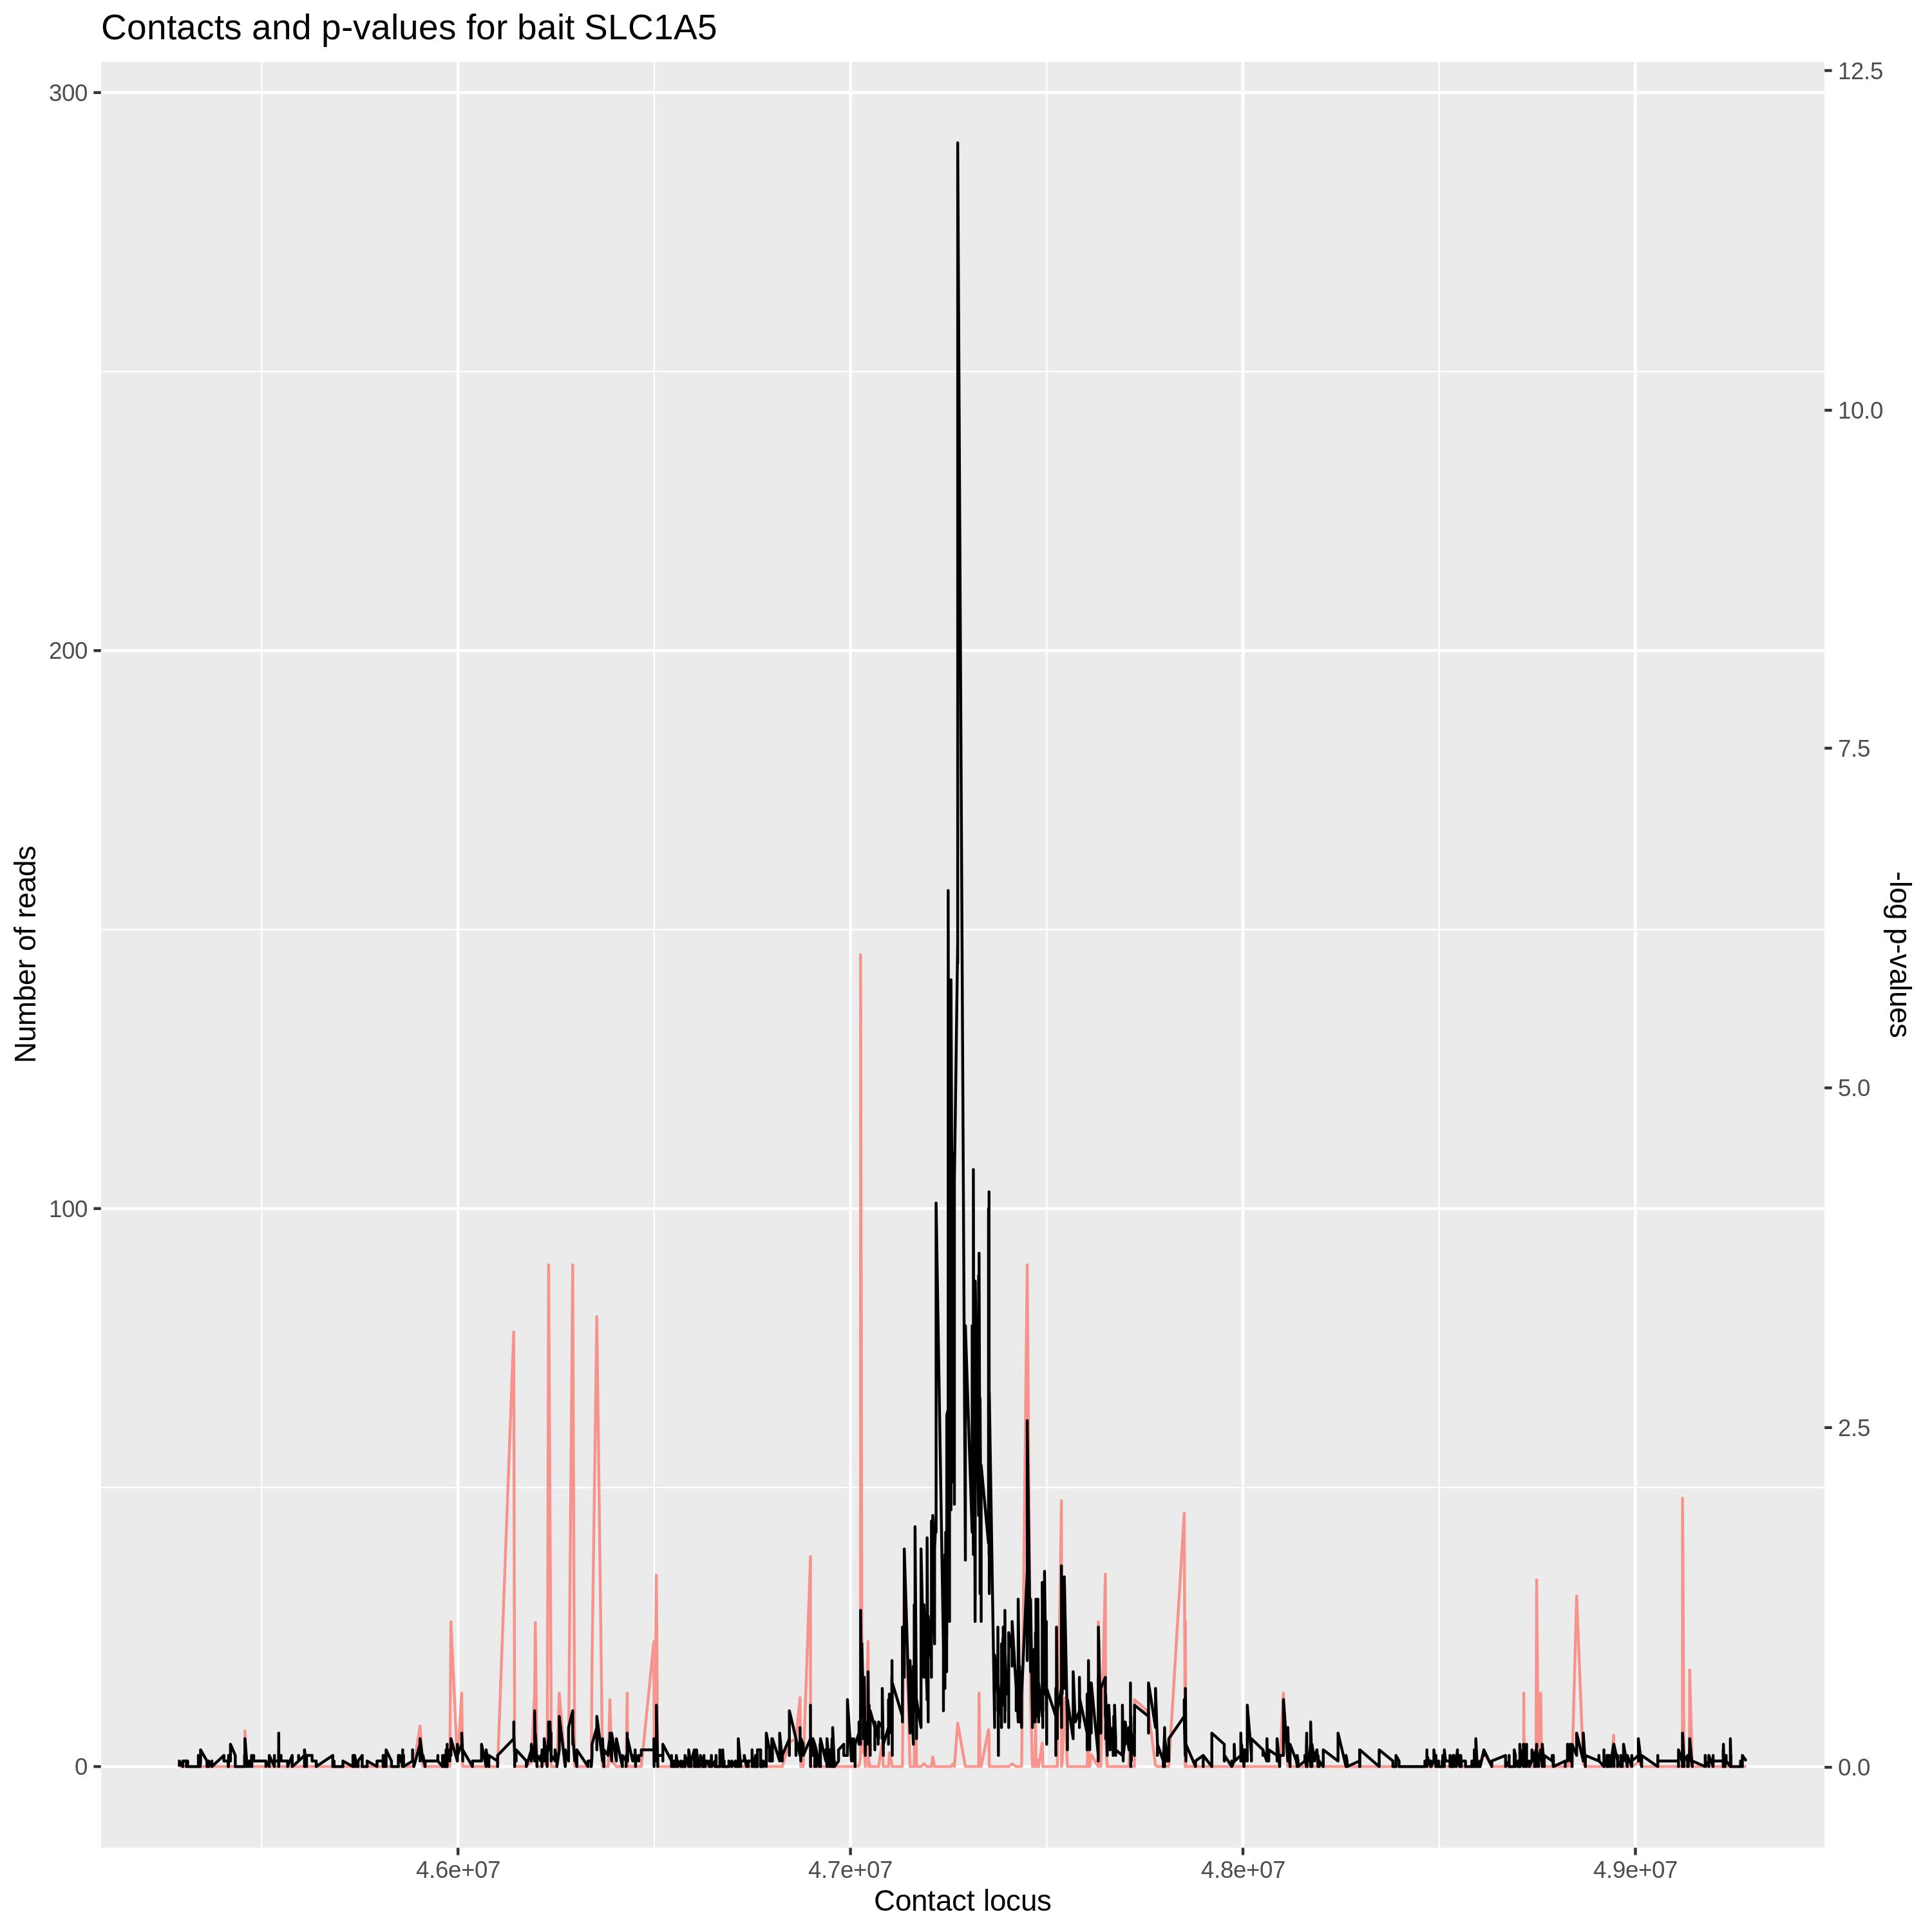 Contacts and p-values for bait SLC1A5
300
200
100
0
Number of reads
12.5
10.0
7.5
5.0
2.5
0.0
-log p-values
4.6e+07
4.7e+07
4.8e+07
4.9e+07
Contact locus